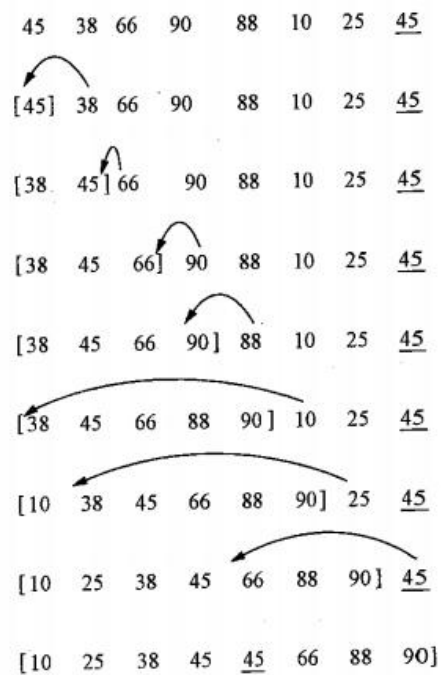 45 38 66 90 88 10 25 45
[45] 38 66 90 88 10 25 45
[38 45] 66 90 88 10 25 45
[38 45 66] 90 88 10 25 45
[38 45 66 90] 88 10 25 45
[38 45 66 88 90] 10 25 45
[10 38 45 66 88 90] 25 45
[10 25 38 45 66 88 90] 45
[10 25 38 45 45 66 88 90]